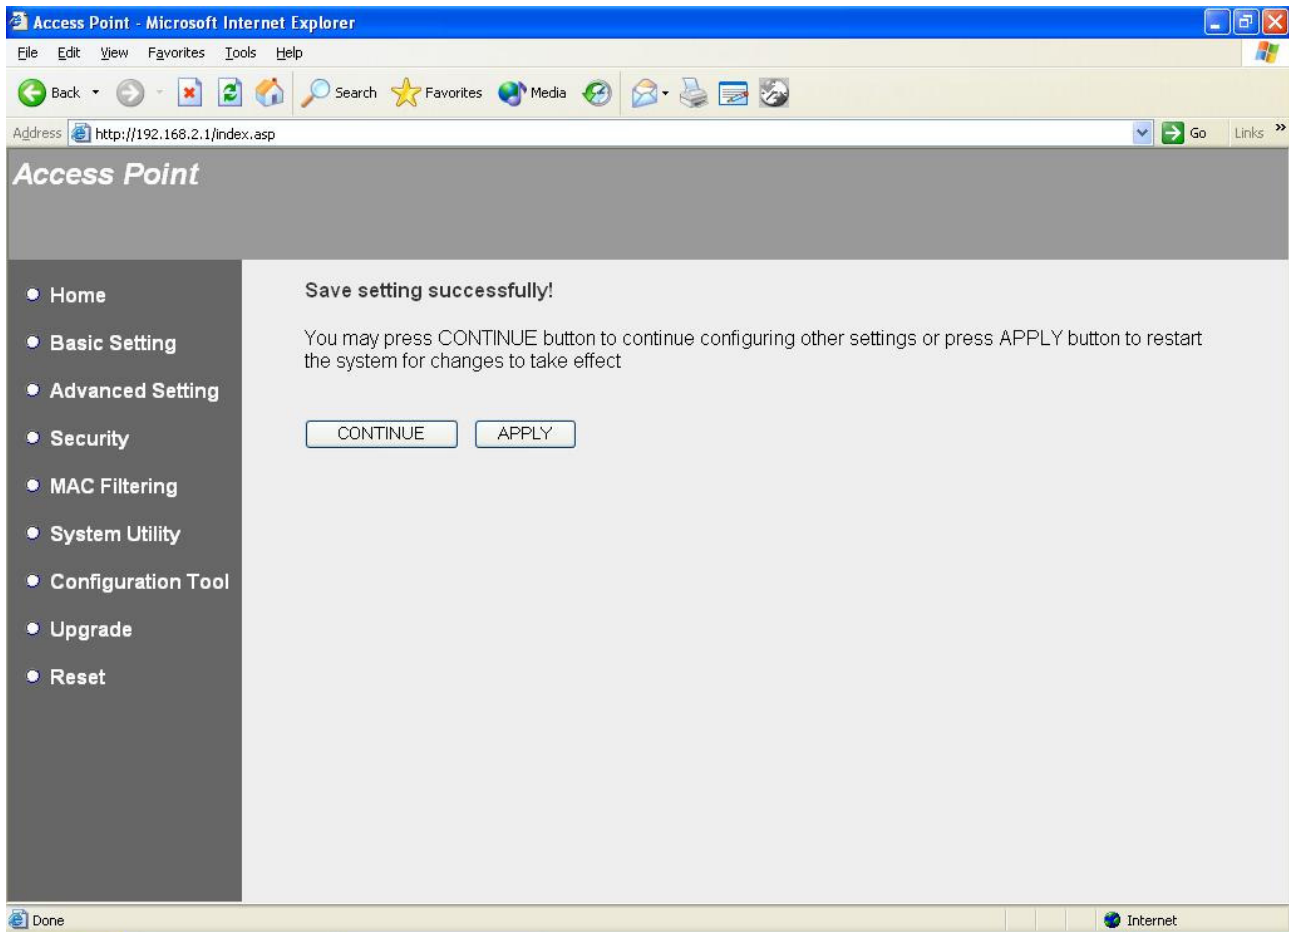 Access Point - Microsoft Internet Explorer
File Edit View Favorites Tools Help
Back Search Favorites Media
Address http://192.168.2.1/index.asp Go Links »
Access Point
Home
Basic Setting
Advanced Setting
Security
MAC Filtering
System Utility
Configuration Tool
Upgrade
Reset
Save setting successfully!
You may press CONTINUE button to continue configuring other settings or press APPLY button to restart
the system for changes to take effect
CONTINUE APPLY
Done Internet